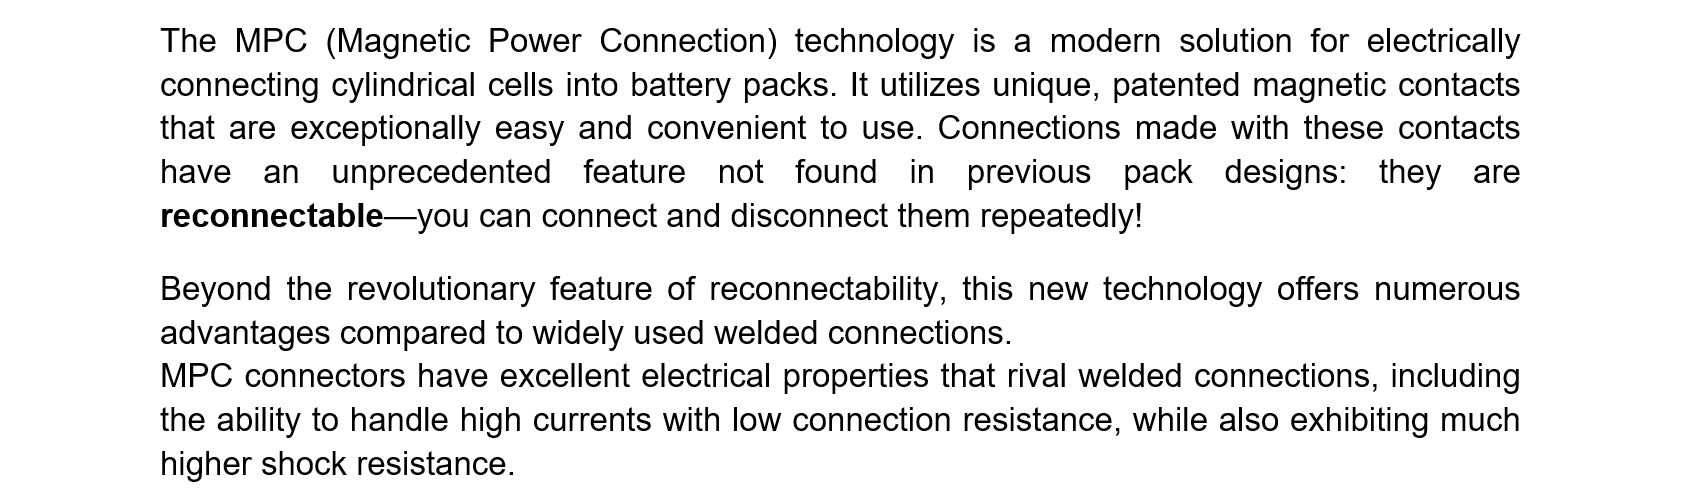 The MPC (Magnetic Power Connection) technology is a modern solution for electrically
connecting cylindrical cells into battery packs. It utilizes unique, patented magnetic contacts
that are exceptionally easy and convenient to use. Connections made with these contacts
have an unprecedented feature not found in previous pack designs: they are
reconnectable—you can connect and disconnect them repeatedly!
Beyond the revolutionary feature of reconnectability, this new technology offers numerous
advantages compared to widely used welded connections.
MPC connectors have excellent electrical properties that rival welded connections, including
the ability to handle high currents with low connection resistance, while also exhibiting much
higher shock resistance.